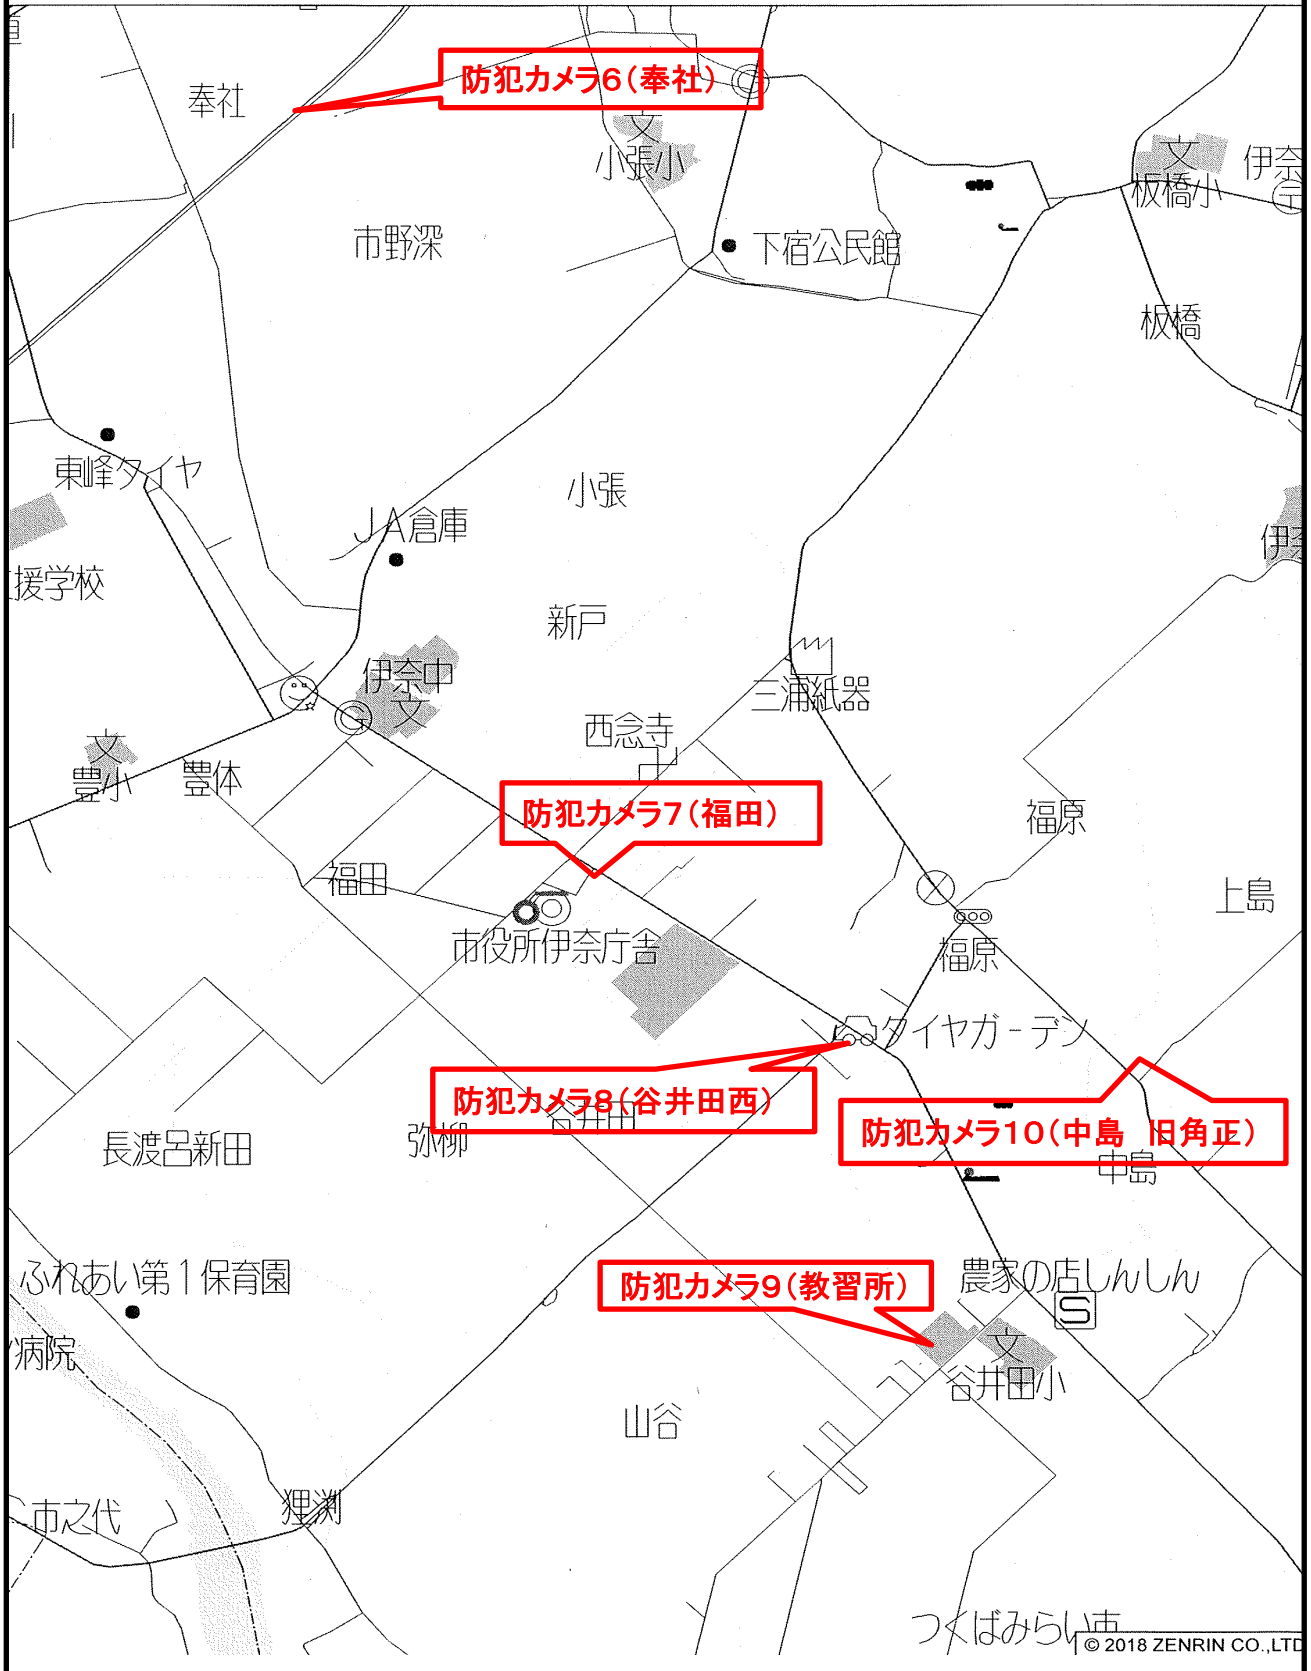 防犯カメラ6(奉社)
奉社
小張小
板橋小
伊奈
市野深
下宿公民館
板橋
東峰タイヤ
小張
JA倉庫
援学校
新戸
伊奈中
三浦紙器
西念寺
豊小
豊体
防犯カメラ7(福田)
福原
福田
上島
市役所伊奈庁舎
福原
タイヤガ-デン
防犯カメラ8(谷井田西)
谷井田
防犯カメラ10(中島 旧角正)
長渡呂新田
弥柳
中島
ふれあい第1保育園
防犯カメラ9(教習所)
農家の店しんしん
病院
谷井田小
山谷
市之代
狸渕
つくばみらい市
© 2018 ZENRIN CO.,LTD